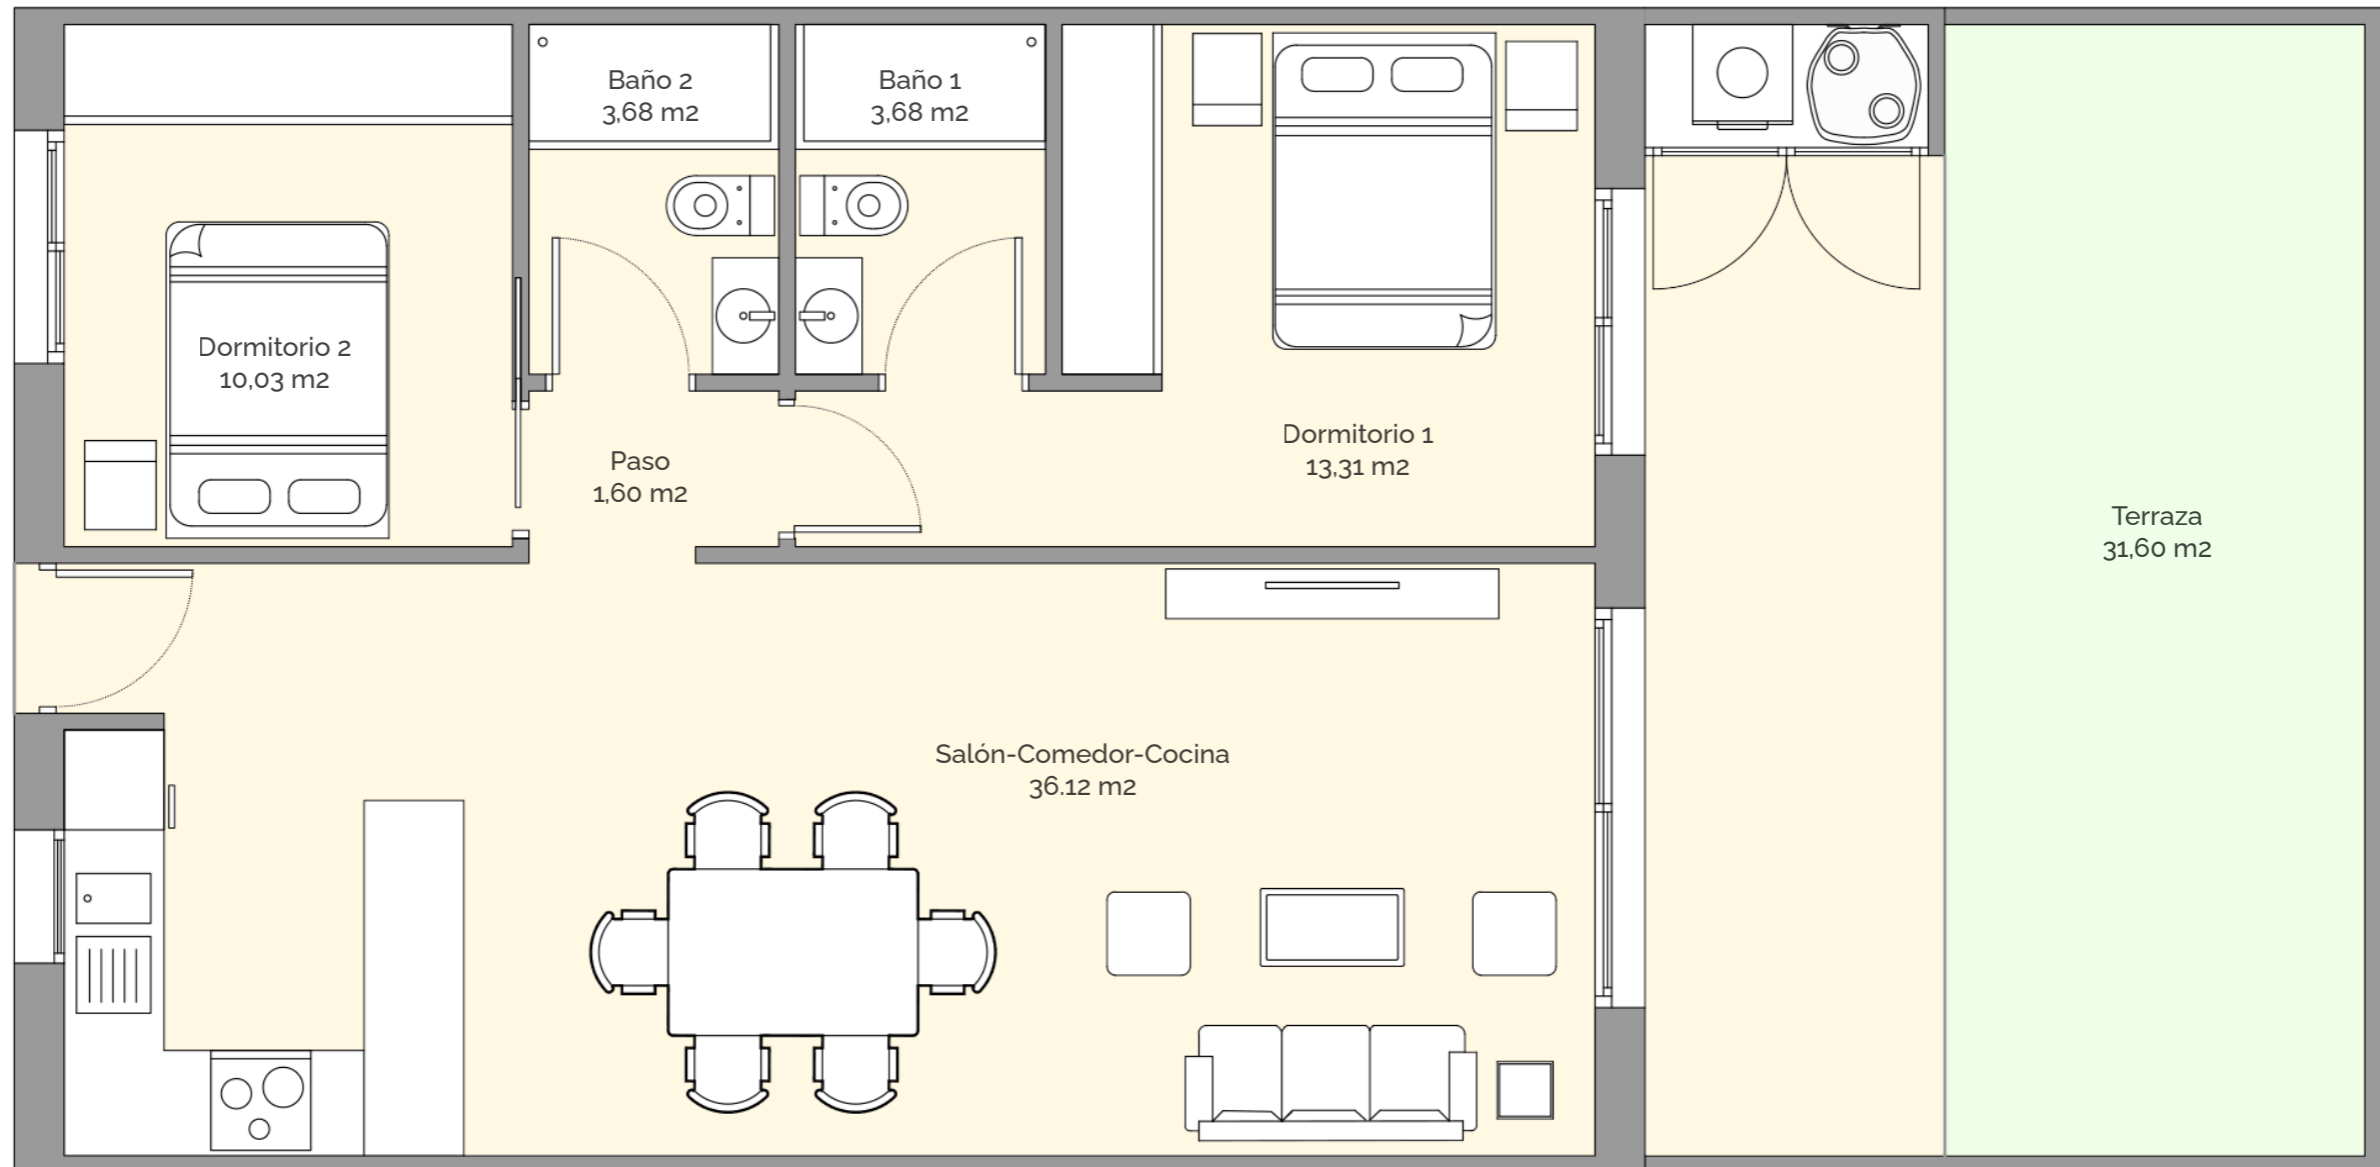 Baño 2
3,68 m2
Baño 1
3,68 m2
Dormitorio 2
10,03 m2
Paso
1,60 m2
Dormitorio 1
13,31 m2
Terraza
31,60 m2
Salón-Comedor-Cocina
36.12 m2